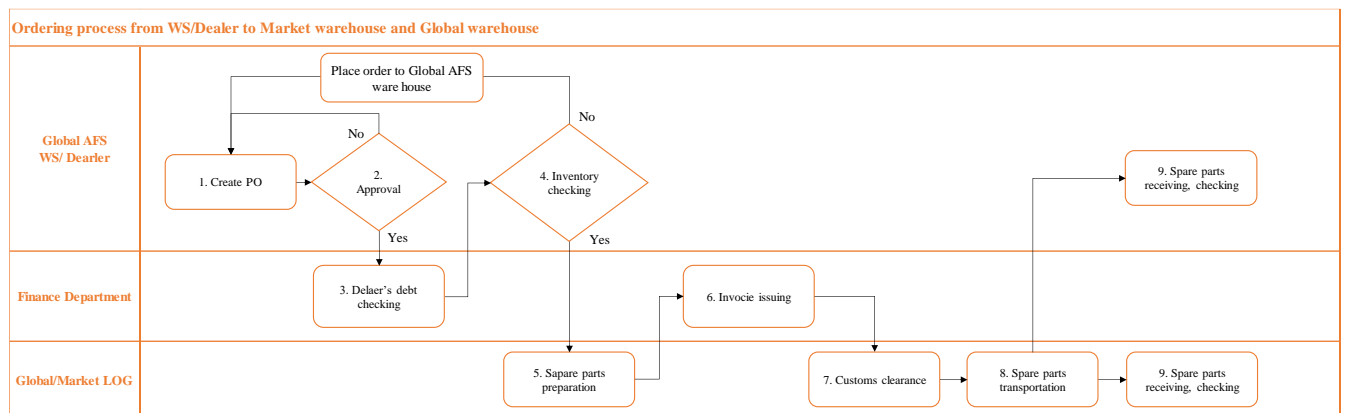 Ordering process from WS/Dealer to Market warehouse and Global warehouse
Global AFS
WS/ Dearler
Place order to Global AFS
ware house
No
No
1. Create PO
2.
Approval
4. Inventory
checking
9. Spare parts
receiving, checking
Yes
Yes
Finance Department
3. Delaer's debt
checking
6. Invocie issuing
Global/Market LOG
5. Sapare parts
preparation
7. Customs clearance
8. Spare parts
transportation
9. Spare parts
receiving, checking